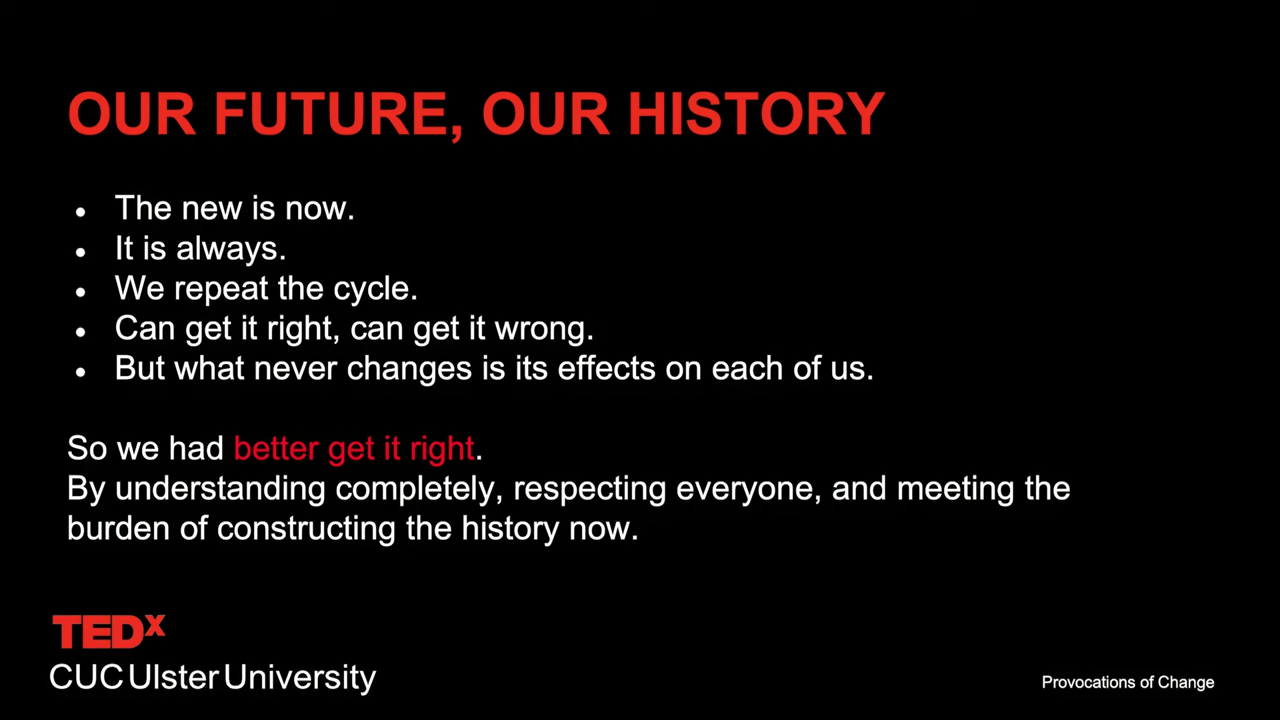 OUR FUTURE, OUR HISTORY
• The new is now.
• It is always.
• We repeat the cycle.
• Can get it right, can get it wrong.
• But what never changes is its effects on each of us.
So we had better get it right.
By understanding completely, respecting everyone, and meeting the
burden of constructing the history now.
TEDx
CUC Ulster University
Provocations of Change